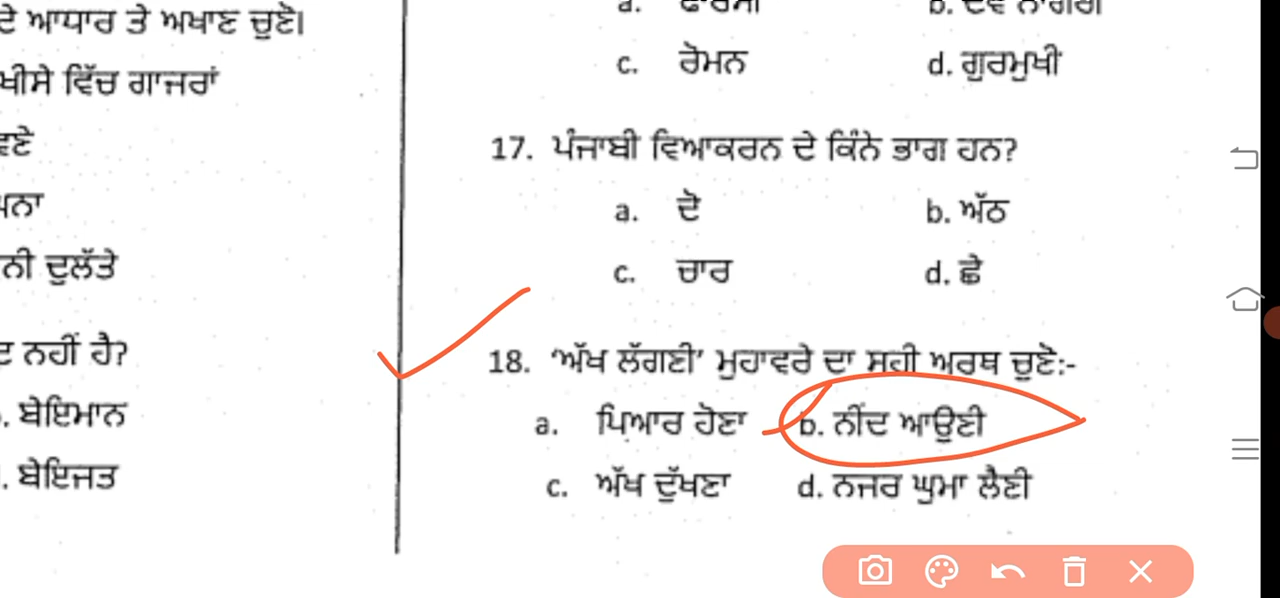 ਦੇ ਆਧਾਰ ਤੇ ਅਖਾਣ ਚੁਣੋ।
ਖੀਸੇ ਵਿੱਚ ਗਾਜਰਾਂ
ਨੀ ਦੁਲੱਤੇ
ਨਹੀਂ ਹੈ?
. ਬੇਇਮਾਨ
. ਬੇਇਜਤ
c. ਰੋਮਨ d. ਗੁਰਮੁਖੀ
17. ਪੰਜਾਬੀ ਵਿਆਕਰਨ ਦੇ ਕਿੰਨੇ ਭਾਗ ਹਨ?
a. ਦੋ b. ਅੱਠ
c. ਚਾਰ d. ਛੇ
18. 'ਅੱਖ ਲੱਗਣੀ' ਮੁਹਾਵਰੇ ਦਾ ਸਹੀ ਅਰਥ ਚੁਣੋ:-
a. ਪਿਆਰ ਹੋਣਾ b. ਨੀਂਦ ਆਉਣੀ
c. ਅੱਖ ਦੁੱਖਣਾ d. ਨਜਰ ਘੁਮਾ ਲੈਣੀ